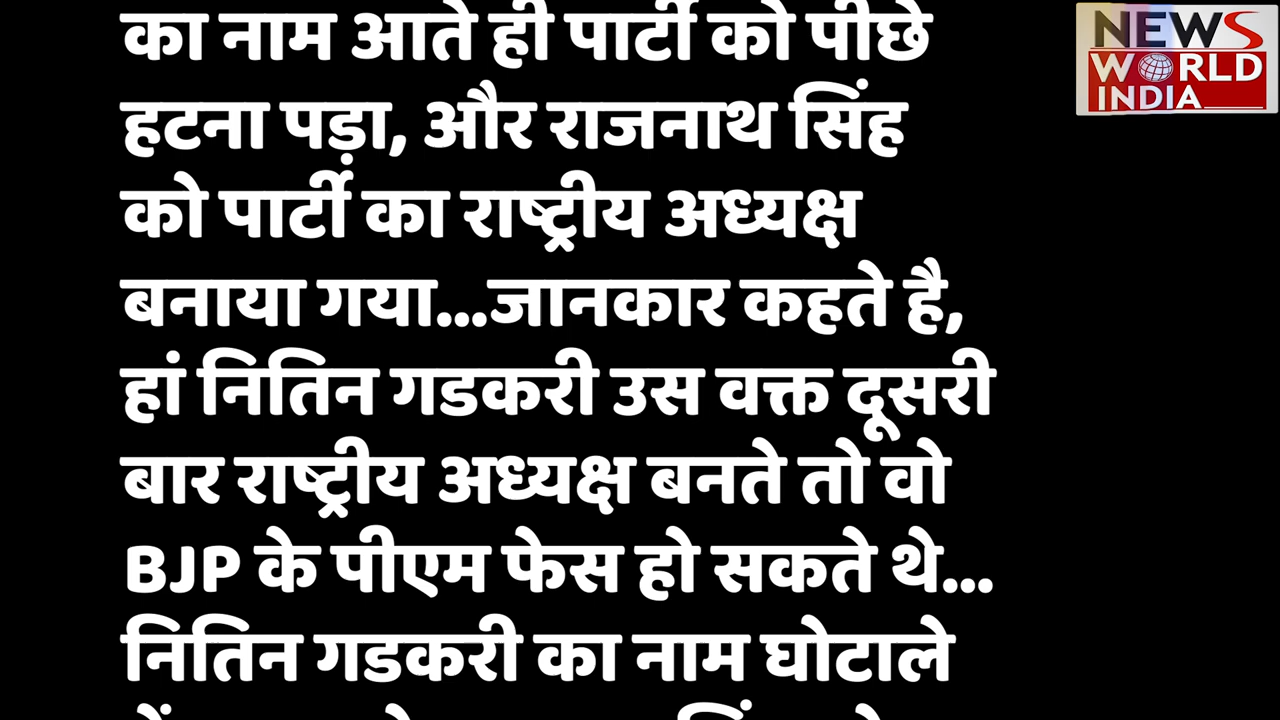 का नाम आते ही पार्टी को पीछे
हटना पड़ा, और राजनाथ सिंह
को पार्टी का राष्ट्रीय अध्यक्ष
बनाया गया...जानकार कहते है,
हां नितिन गडकरी उस वक्त दूसरी
बार राष्ट्रीय अध्यक्ष बनते तो वो
BJP के पीएम फेस हो सकते थे...
नितिन गडकरी का नाम घोटाले
NEWS
WORLD
INDIA